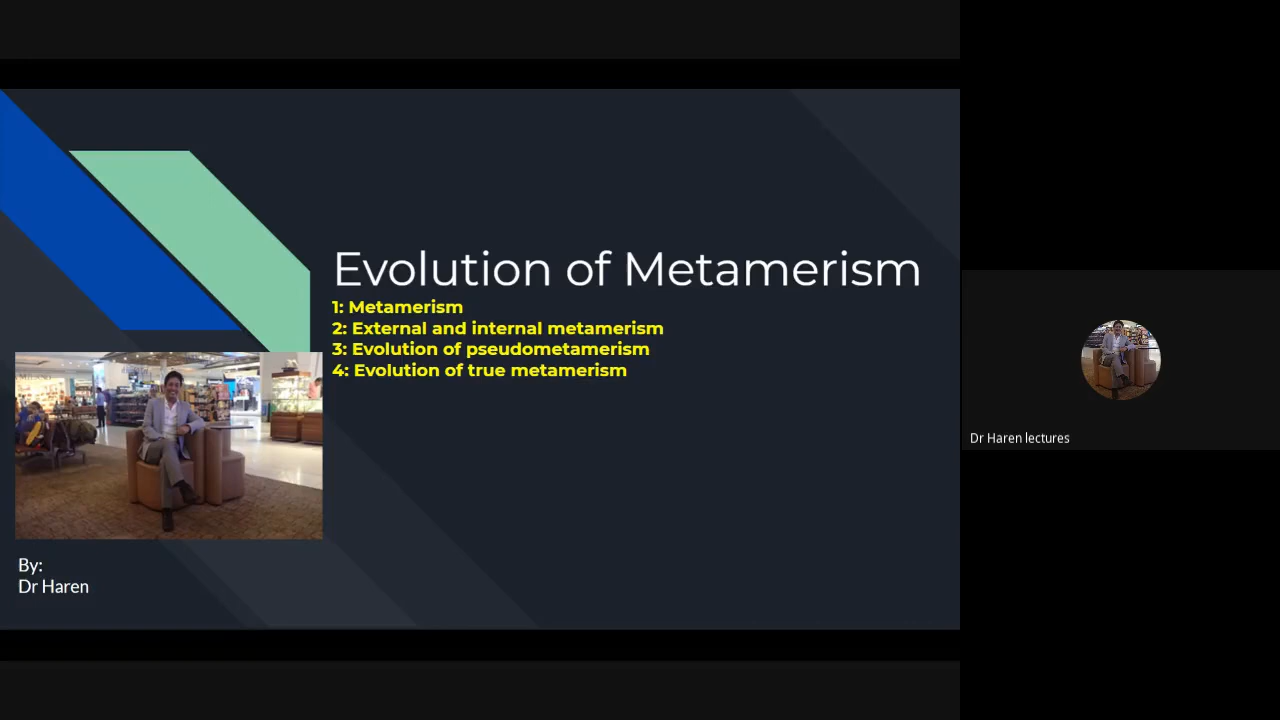 Evolution of Metamerism
1: Metamerism
2: External and internal metamerism
3: Evolution of pseudometamerism
4: Evolution of true metamerism
By:
Dr Haren
Dr Haren lectures